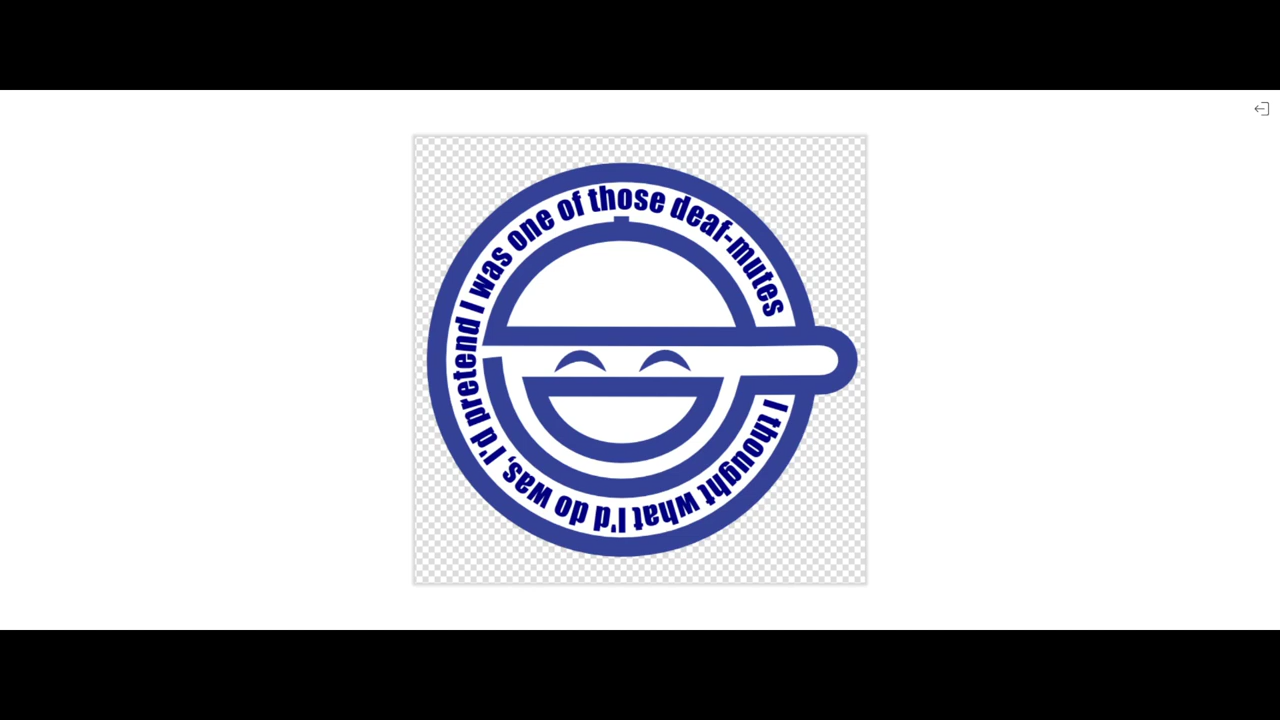 I thought what I'd do was, I'd pretend I was one of those deaf-mutes